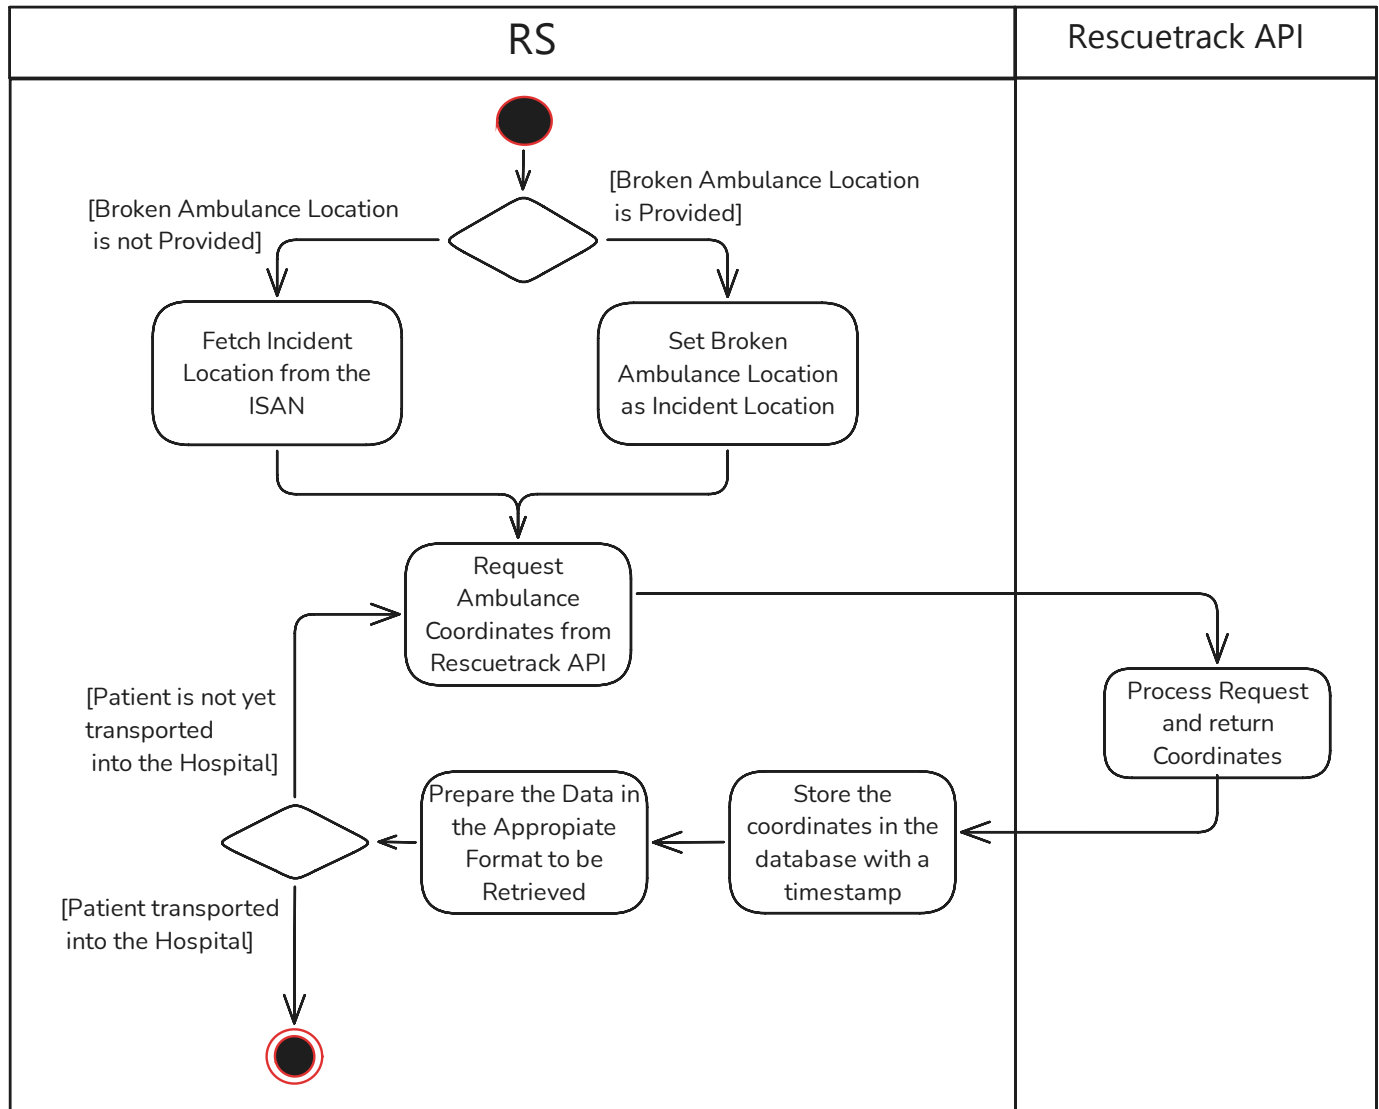 RS
Rescuetrack API
[Broken Ambulance Location
is Provided]
[Broken Ambulance Location
is not Provided]
Fetch Incident
Location from the
ISAN
Set Broken
Ambulance Location
as Incident Location
Request
Ambulance
Coordinates from
Rescuetrack API
[Patient is not yet
transported
into the Hospital]
Process Request
and return
Coordinates
Prepare the Data in
the Appropiate
Format to be
Retrieved
Store the
coordinates in the
database with a
timestamp
[Patient transported
into the Hospital]